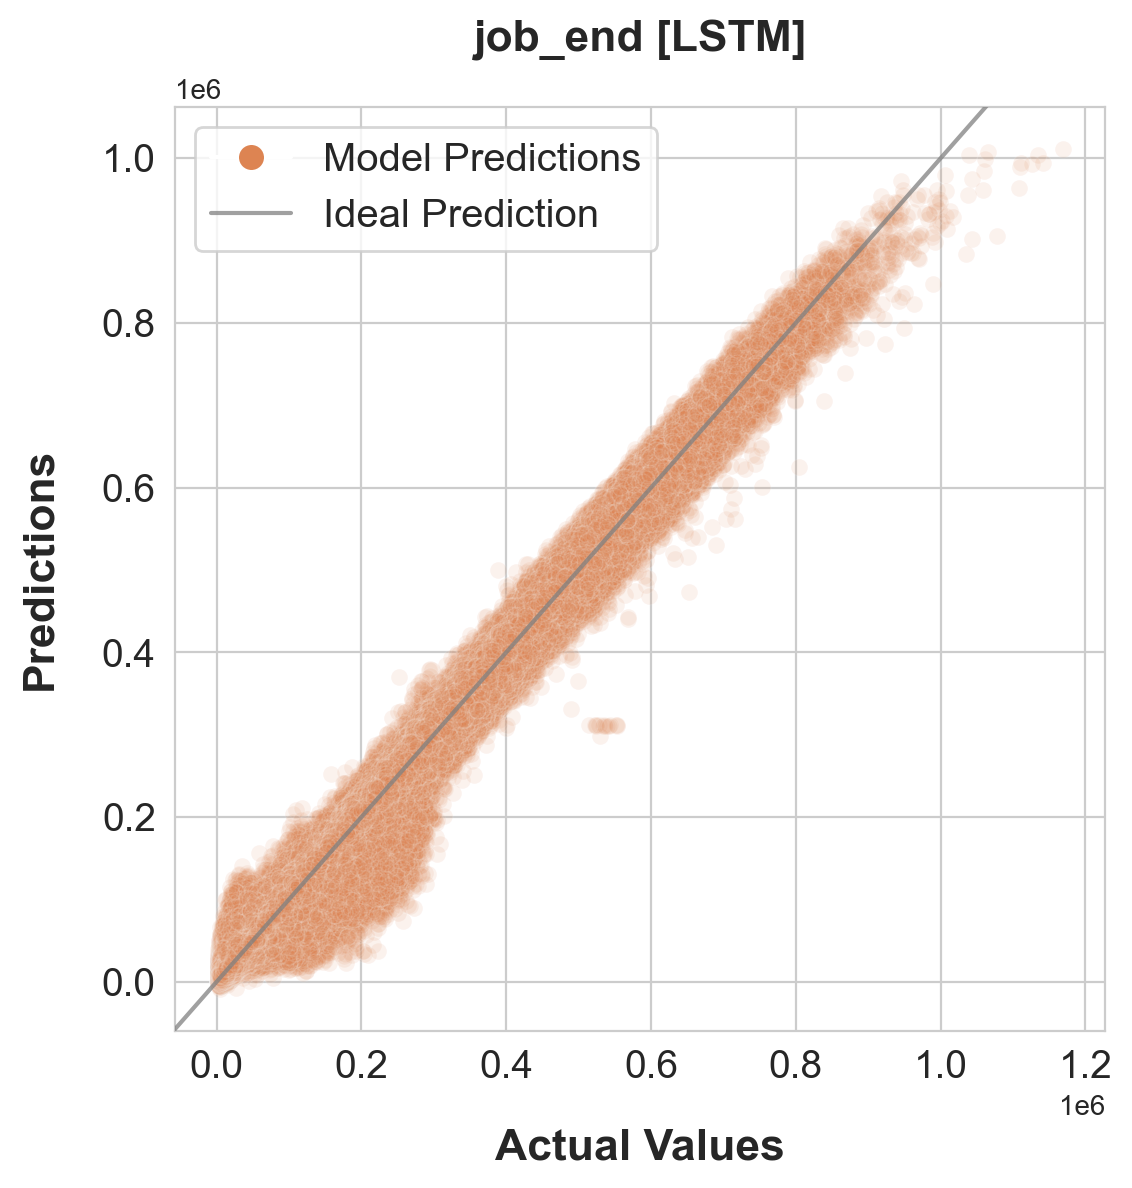 job_end [LSTM]
1e6
Model Predictions
Ideal Prediction
1.0
0.8
0.6
0.4
0.2
0.0
Predictions
0.0 0.2 0.4 0.6 0.8 1.0 1.2
1e6
Actual Values